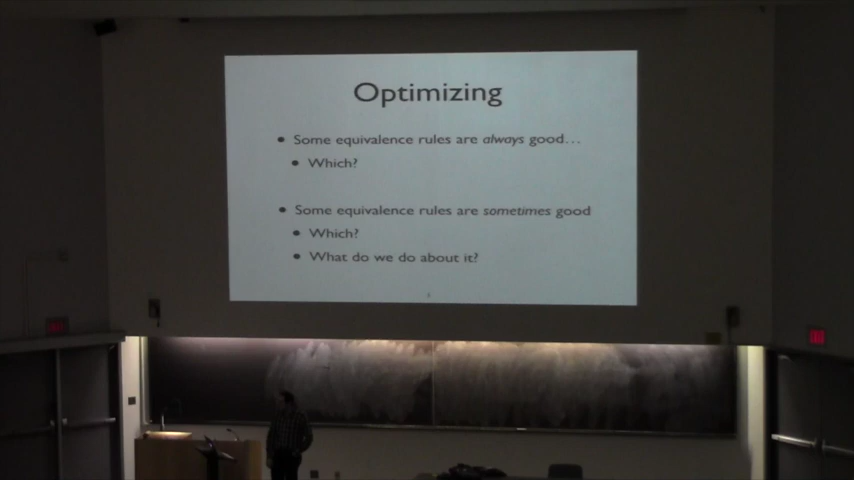 Optimizing
• Some equivalence rules are always good…
• Which?
• Some equivalence rules are sometimes good
• Which?
• What do we do about it?